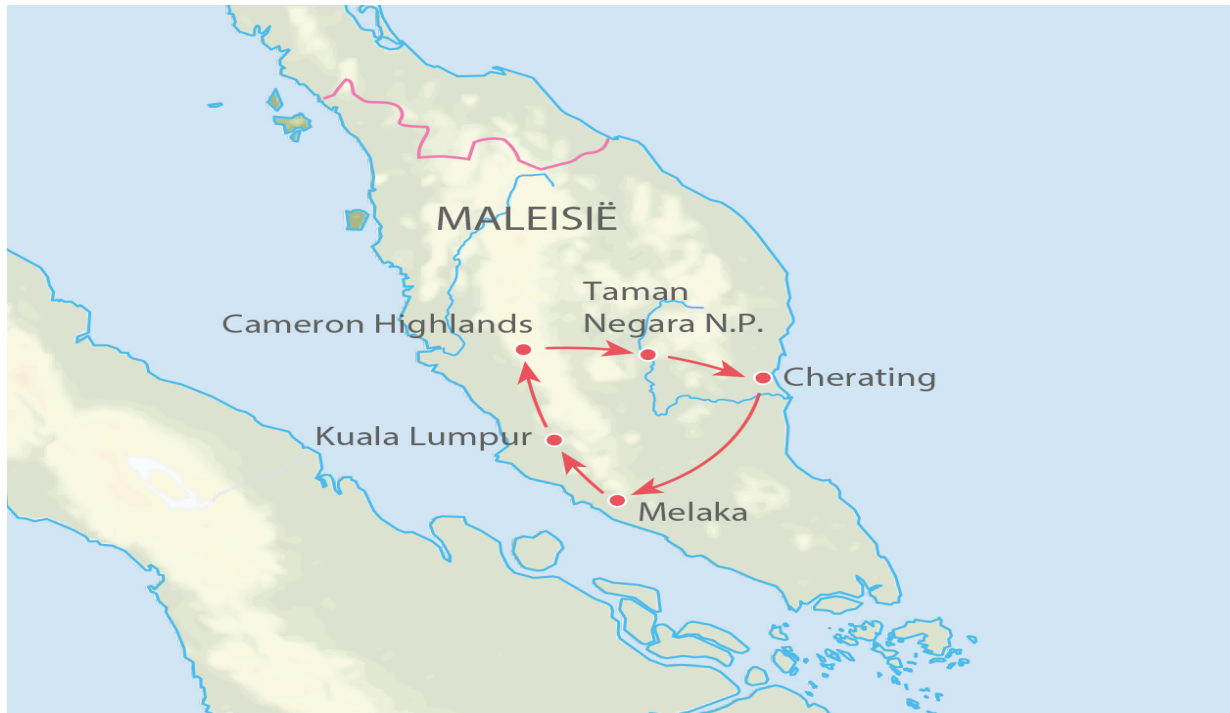 MALEISIË
Taman
Negara N.P.
Cameron Highlands
Cherating
Kuala Lumpur
Melaka